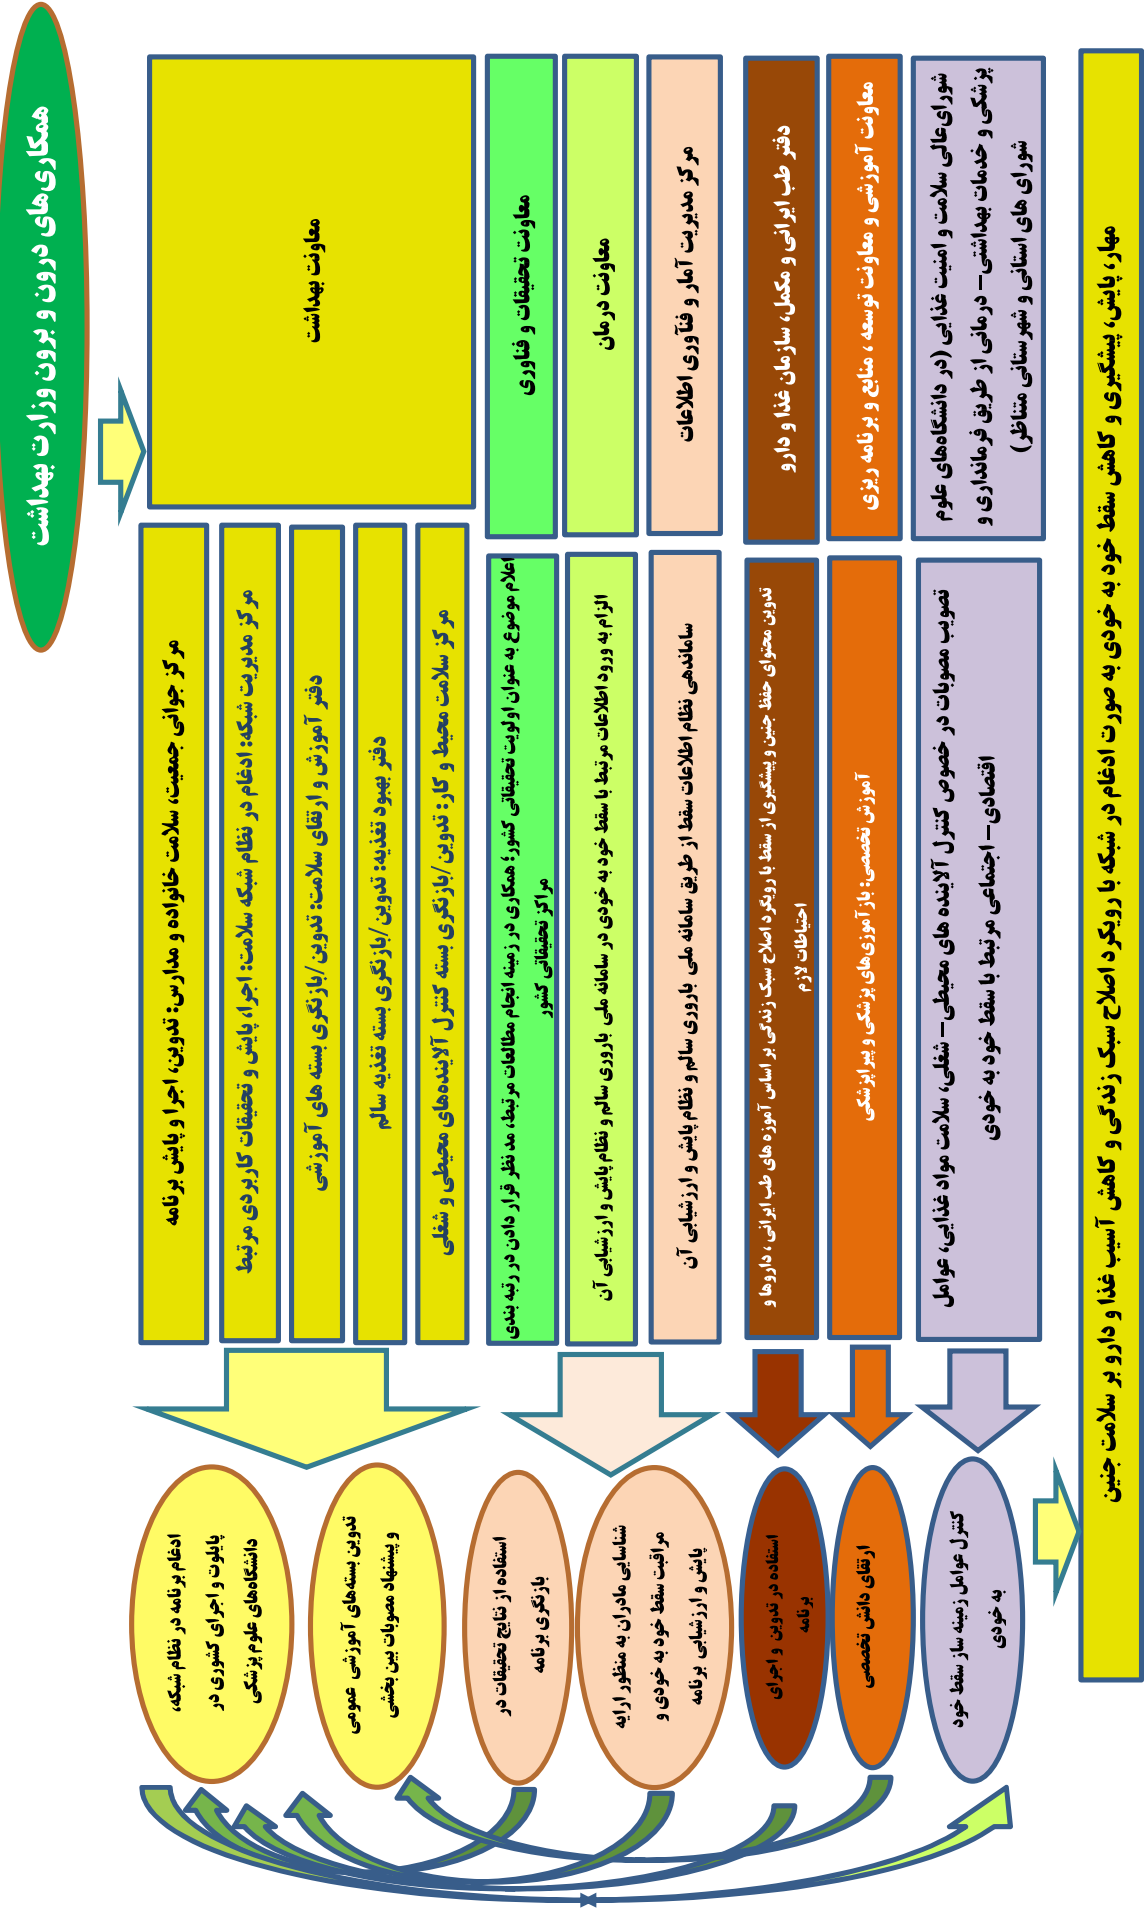 همکاری‌های درون و برون وزارت بهداشت
معاونت بهداشت
مرکز جوانی جمعیت، سلامت خانواده و مدارس: تدوین، اجرا و پایش برنامه
مرکز مدیریت شبکه: ادغام در نظام شبکه سلامت: اجرا، پایش و تحقیقات کاربردی مرتبط
دفتر آموزش و ارتقای سلامت: تدوین/بازنگری بسته های آموزشی
دفتر بهبود تغذیه: تدوین/بازنگری بسته تغذیه سالم
مرکز سلامت محیط و کار: تدوین/بازنگری بسته کنترل آلاینده‌های محیطی و شغلی
ادغام برنامه در نظام شبکه،
پایلوت و اجرای کشوری در
دانشگاه‌های علوم پزشکی
تدوین بسته‌های آموزشی عمومی
و پیشنهاد مصوبات بین بخشی
معاونت تحقیقات و فناوری
اعلام موضوع به عنوان اولویت تحقیقاتی کشور؛ همکاری در زمینه انجام مطالعات مرتبط، مد نظر قرار دادن در رتبه بندی
مراکز تحقیقاتی کشور
استفاده از نتایج تحقیقات در
بازنگری برنامه
معاونت درمان
الزام به ورود اطلاعات مرتبط با سقط خود به خودی در سامانه ملی باروری سالم و نظام پایش و ارزشیابی آن
مرکز مدیریت آمار و فنآوری اطلاعات
ساماندهی نظام اطلاعات سقط از طریق سامانه ملی باروری سالم و نظام پایش و ارزشیابی آن
شناسایی مادران به منظور ارایه
مراقبت سقط خود به خودی و
پایش و ارزشیابی برنامه
دفتر طب ایرانی و مکمل، سازمان غذا و دارو
تدوین محتوای حفظ جنین و پیشگیری از سقط با رویکرد اصلاح سبک زندگی بر اساس آموزه های طب ایرانی ، داروها و
احتیاطات لازم
استفاده در تدوین و اجرای
برنامه
معاونت آموزشی و معاونت توسعه ، منابع و برنامه ریزی
آموزش تخصصی: بازآموزی‌های پزشکی و پیراپزشکی
ارتقای دانش تخصصی
شورای‌عالی سلامت و امنیت غذایی (در دانشگاه‌های علوم
پزشکی و خدمات بهداشتی– درمانی از طریق فرمانداری و
شورای های استانی و شهرستانی متناظر)
تصویب مصوبات در خصوص کنترل آلاینده های محیطی– شغلی، سلامت مواد غذایی، عوامل
اقتصادی– اجتماعی مرتبط با سقط خود به خودی
کنترل عوامل زمینه ساز سقط خود
به خودی
مهار، پایش، پیشگیری و کاهش سقط خود به خودی به صورت ادغام در شبکه با رویکرد اصلاح سبک زندگی و کاهش آسیب غذا و دارو بر سلامت جنین